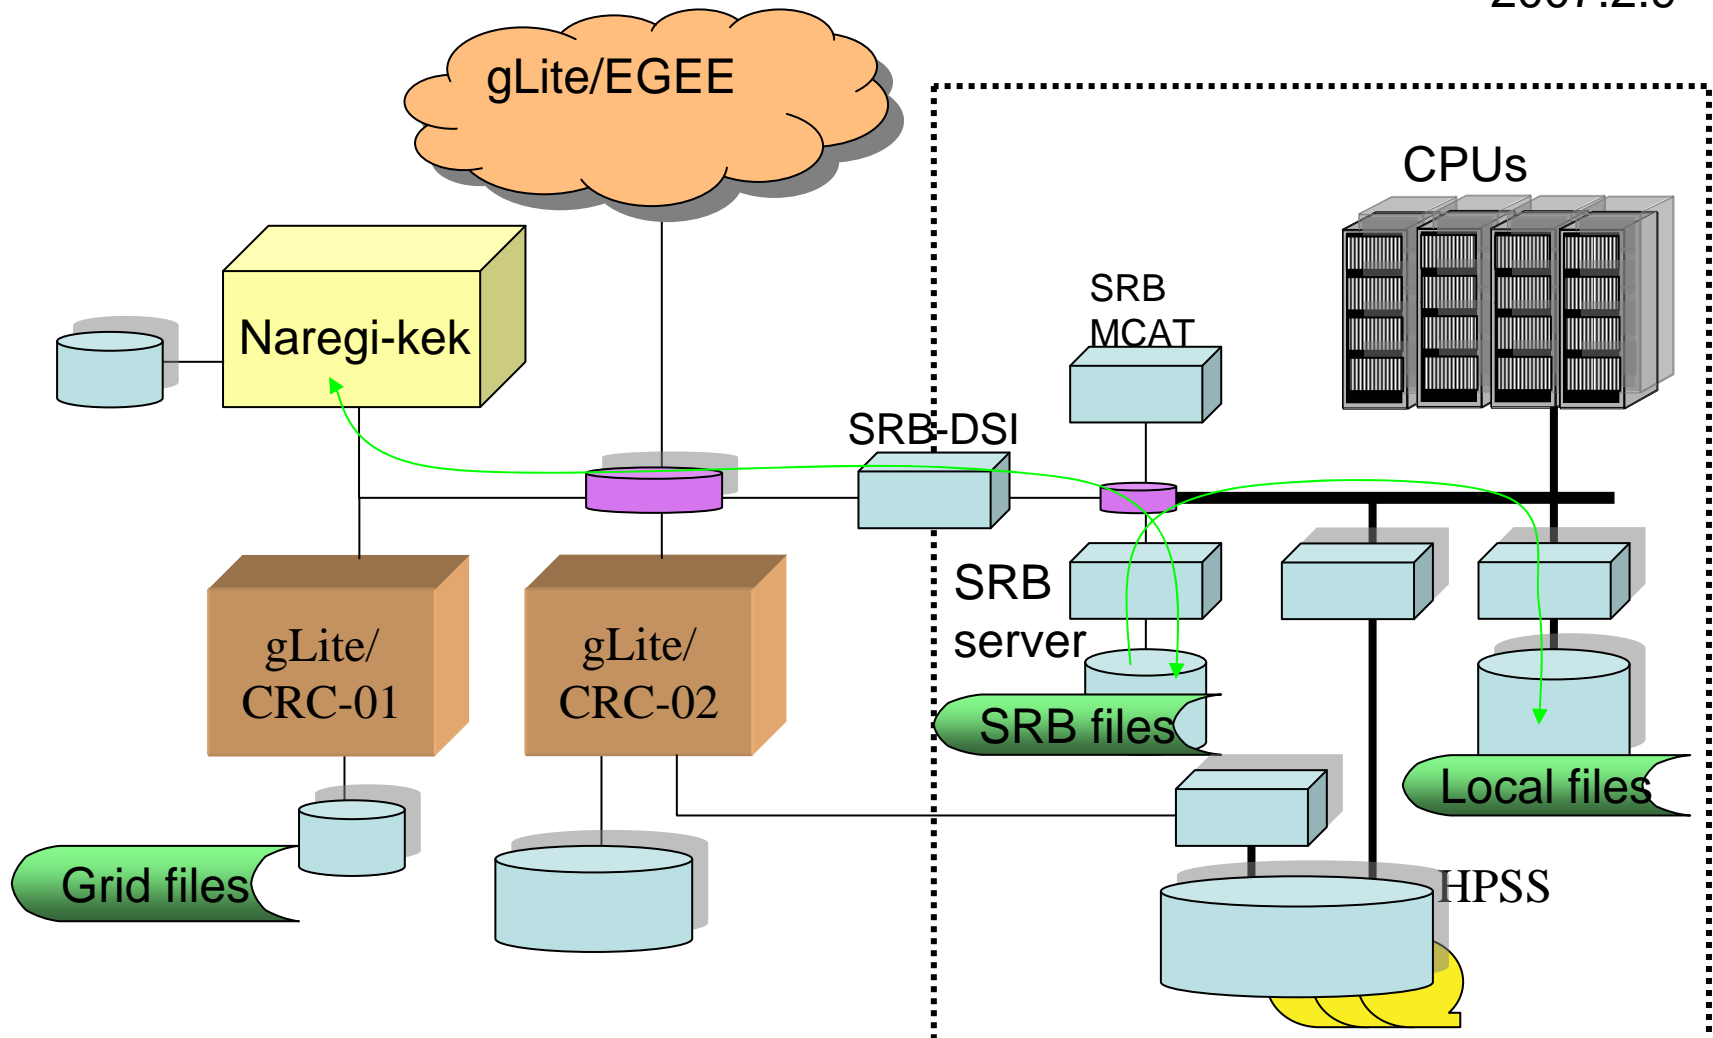 gLite/EGEE
CPUs
SRB
MCAT
Naregi-kek
SRB-DSI
SRB
server
gLite/
CRC-01
gLite/
CRC-02
SRB files
Local files
Grid files
HPSS